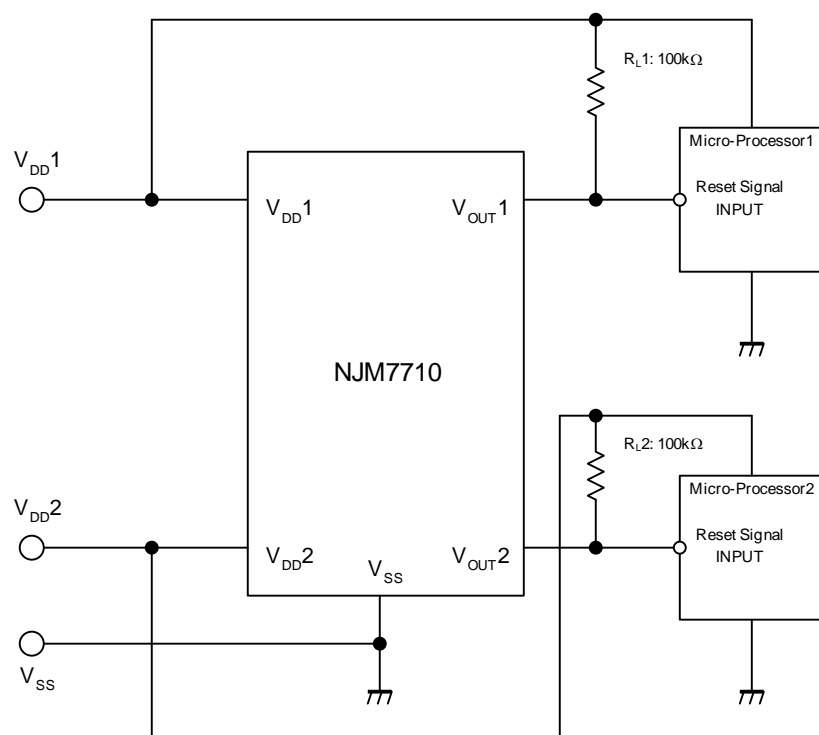 R_L1: 100kΩ
Micro-Processor1
V_DD1
Reset Signal
INPUT
V_DD1
V_OUT1
NJM7710
R_L2: 100kΩ
Micro-Processor2
V_DD2
Reset Signal
INPUT
V_DD2
V_SS
V_OUT2
V_SS